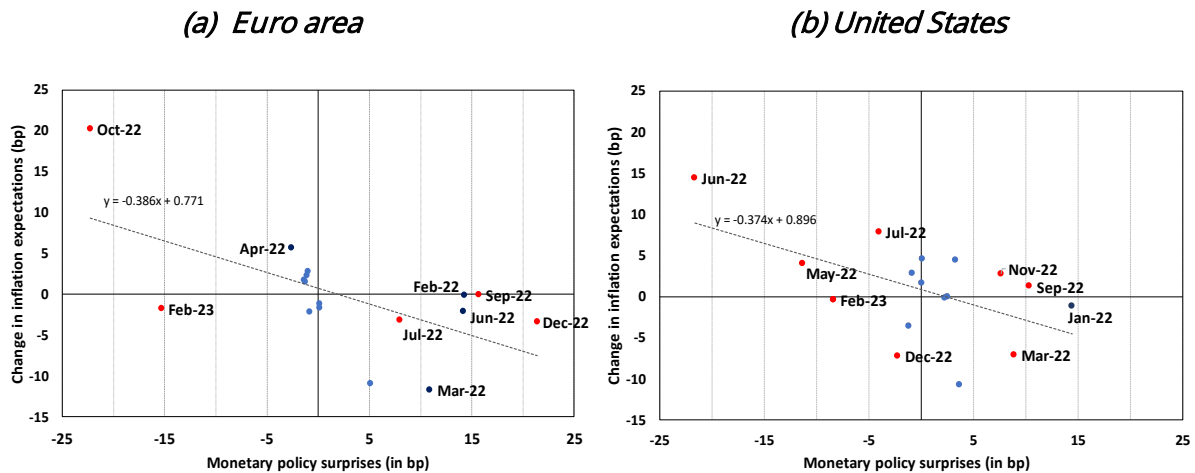 (a) Euro area
Change in inflation expectations (bp)
25
20
15
10
5
0
-5
-10
-15
-25
-15
-5
5
15
25
Oct-22
y = -0.386x + 0.771
Apr-22
Feb-23
Feb-22
Sep-22
Jun-22
Jul-22
Dec-22
Mar-22
Monetary policy surprises (in bp)
(b) United States
Change in inflation expectations (bp)
25
20
15
10
5
0
-5
-10
-15
-25
-15
-5
5
15
25
Jun-22
y = -0.374x + 0.896
Jul-22
May-22
Nov-22
Feb-23
Sep-22
Jan-22
Dec-22
Mar-22
Monetary policy surprises (in bp)